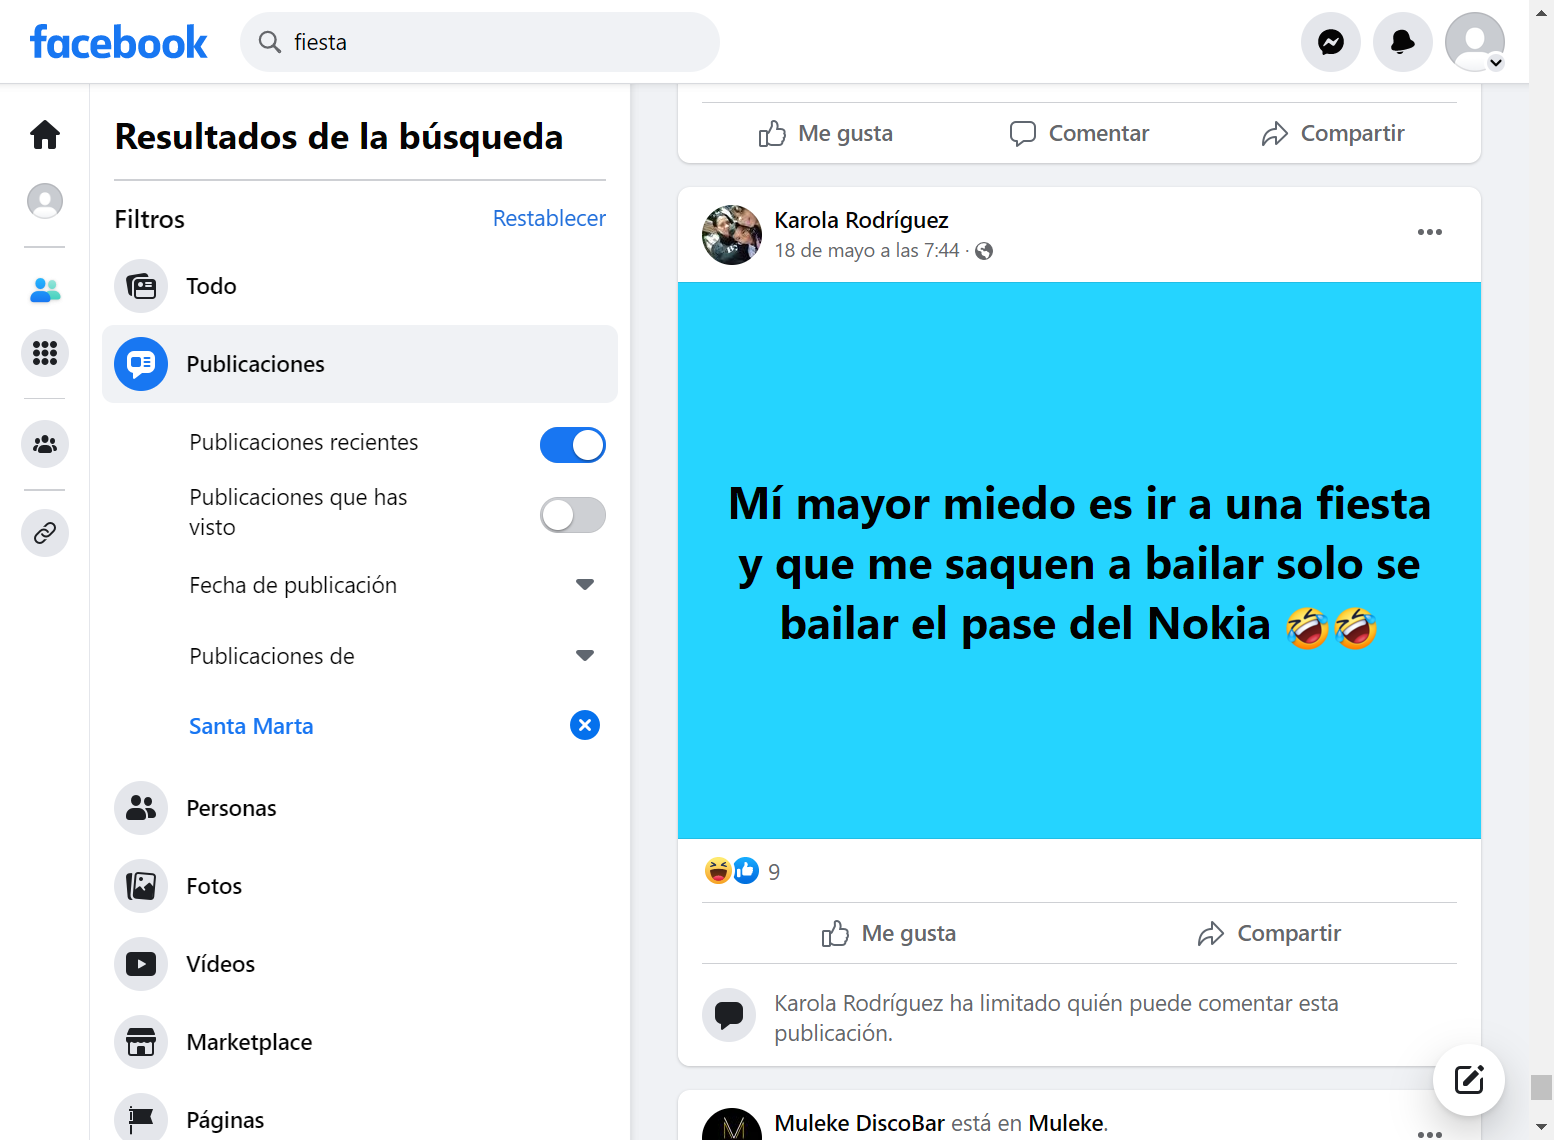 facebook
fiesta
Resultados de la búsqueda
Filtros
Restablecer
Todo
Publicaciones
Publicaciones recientes
Publicaciones que has
visto
Fecha de publicación
Publicaciones de
Santa Marta
Personas
Fotos
Vídeos
Marketplace
Páginas
Me gusta
Comentar
Compartir
Karola Rodríguez
18 de mayo a las 7:44 ·
Mí mayor miedo es ir a una fiesta
y que me saquen a bailar solo se
bailar el pase del Nokia 🤣🤣
9
Me gusta
Compartir
Karola Rodríguez ha limitado quién puede comentar esta
publicación.
Muleke DiscoBar está en Muleke.